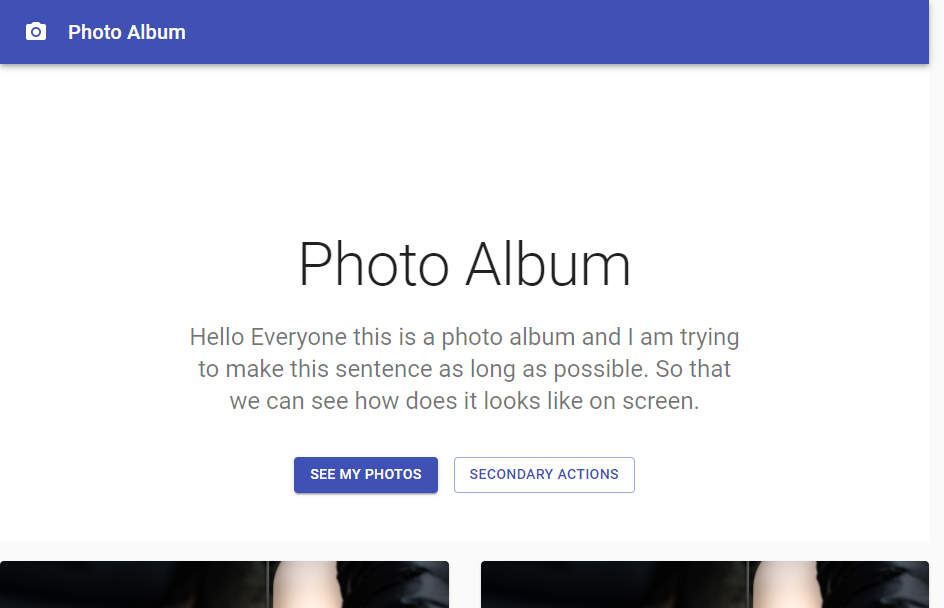 Photo Album
Photo Album
Hello Everyone this is a photo album and I am trying
to make this sentence as long as possible. So that
we can see how does it looks like on screen.
SEE MY PHOTOS
SECONDARY ACTIONS